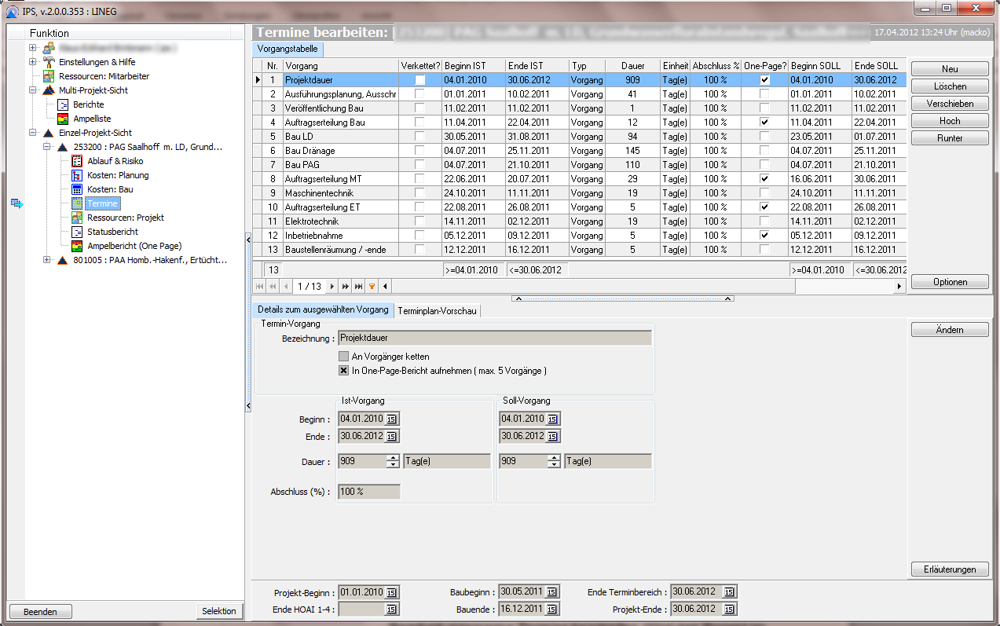 IPS, v.2.0.0.353 : LINEG
Funktion
Einstellungen & Hilfe
Ressourcen: Mitarbeiter
Multi-Projekt-Sicht
Berichte
Ampelliste
Einzel-Projekt-Sicht
253200 : PAG Saalhoff m. LD, Grund...
Ablauf & Risiko
Kosten: Planung
Kosten: Bau
Termine
Ressourcen: Projekt
Statusbericht
Ampelbericht (One Page)
801005 : PAA Homb.-Hakenf., Ertücht...
Beenden
Selektion
Termine bearbeiten:
17.04.2012 13:24 Uhr (macko)
Vorgangstabelle
Nr. Vorgang Verkettet? Beginn IST Ende IST Typ Dauer Einheit Abschluss % One-Page? Beginn SOLL Ende SOLL
1 Projektdauer 04.01.2010 30.06.2012 Vorgang 909 Tag(e) 100 % 04.01.2010 30.06.2012
2 Ausführungsplanung, Ausschr 01.01.2011 10.02.2011 Vorgang 41 Tag(e) 100 % 01.01.2011 10.02.2011
3 Veröffentlichung Bau 11.02.2011 11.02.2011 Vorgang 1 Tag(e) 100 % 11.02.2011 11.02.2011
4 Auftragserteilung Bau 11.04.2011 22.04.2011 Vorgang 12 Tag(e) 100 % 11.04.2011 22.04.2011
5 Bau LD 30.05.2011 31.08.2011 Vorgang 94 Tag(e) 100 % 23.05.2011 01.07.2011
6 Bau Dränage 04.07.2011 25.11.2011 Vorgang 145 Tag(e) 100 % 04.07.2011 25.11.2011
7 Bau PAG 04.07.2011 21.10.2011 Vorgang 110 Tag(e) 100 % 04.07.2011 21.10.2011
8 Auftragserteilung MT 22.06.2011 20.07.2011 Vorgang 29 Tag(e) 100 % 16.06.2011 30.06.2011
9 Maschinentechnik 24.10.2011 11.11.2011 Vorgang 19 Tag(e) 100 % 24.10.2011 11.11.2011
10 Auftragserteilung ET 22.08.2011 26.08.2011 Vorgang 5 Tag(e) 100 % 22.08.2011 26.08.2011
11 Elektrotechnik 14.11.2011 02.12.2011 Vorgang 19 Tag(e) 100 % 14.11.2011 02.12.2011
12 Inbetriebnahme 05.12.2011 09.12.2011 Vorgang 5 Tag(e) 100 % 05.12.2011 09.12.2011
13 Baustellenräumung / -ende 12.12.2011 16.12.2011 Vorgang 5 Tag(e) 100 % 12.12.2011 16.12.2011
13 >=04.01.2010 <=30.06.2012 >=04.01.2010 <=30.06.2012
1 / 13
Neu
Löschen
Verschieben
Hoch
Runter
Optionen
Details zum ausgewählten Vorgang Terminplan-Vorschau
Termin-Vorgang
Bezeichnung : Projektdauer
An Vorgänger ketten
In One-Page-Bericht aufnehmen ( max. 5 Vorgänge )
Ist-Vorgang Soll-Vorgang
Beginn : 04.01.2010 15 04.01.2010 15
Ende : 30.06.2012 15 30.06.2012 15
Dauer : 909 Tag(e) 909 Tag(e)
Abschluss (%) : 100 %
Ändern
Erläuterungen
Projekt-Beginn : 01.01.2010 15 Baubeginn : 30.05.2011 15 Ende Terminbereich : 30.06.2012 15
Ende HOAI 1-4 : 15 Bauende : 16.12.2011 15 Projekt-Ende : 30.06.2012 15